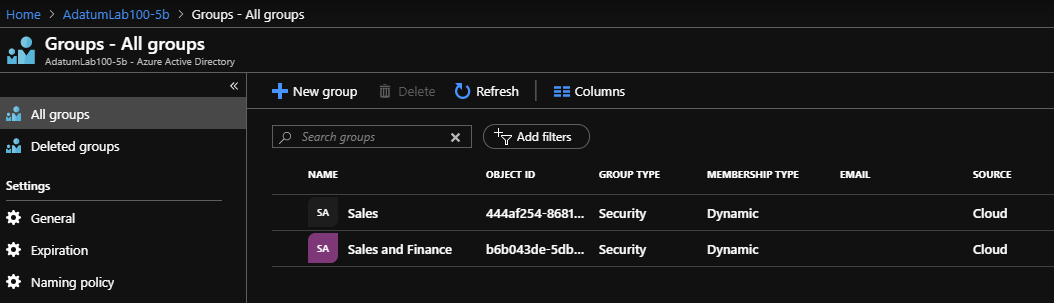 Home > AdatumLab100-5b > Groups - All groups
Groups - All groups
AdatumLab100-5b - Azure Active Directory
«
All groups
Deleted groups
Settings
General
Expiration
Naming policy
New group Delete Refresh Columns
Search groups Add filters
NAME OBJECT ID GROUP TYPE MEMBERSHIP TYPE EMAIL SOURCE
SA Sales 444af254-8681... Security Dynamic Cloud
SA Sales and Finance b6b043de-5db... Security Dynamic Cloud